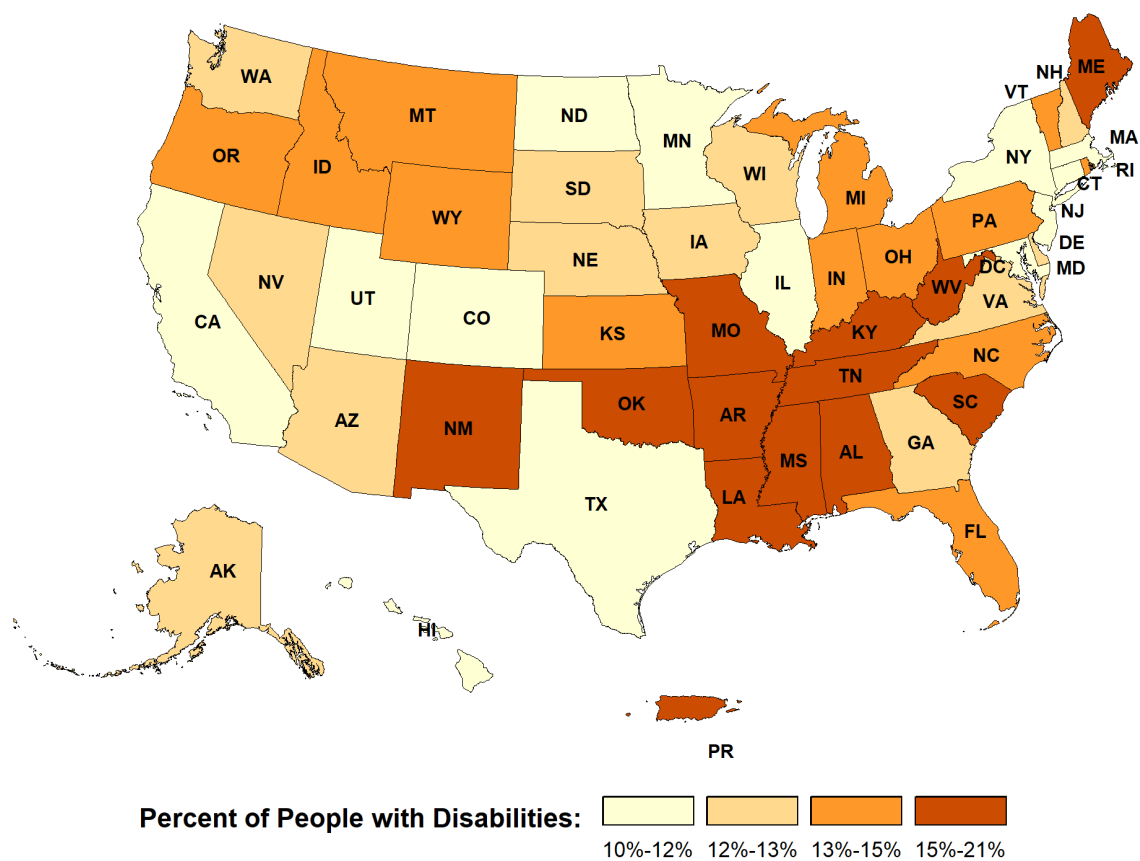 WA
MT
ND
MN
VT
NH
ME
OR
ID
SD
WI
MI
NY
MA
RI
CT
WY
NE
IA
PA
NJ
DE
MD
DC
NV
UT
CO
KS
IL
IN
OH
WV
VA
CA
MO
KY
NC
AZ
NM
OK
AR
TN
SC
TX
LA
MS
AL
GA
FL
AK
HI
PR
Percent of People with Disabilities:
10%-12% 12%-13% 13%-15% 15%-21%